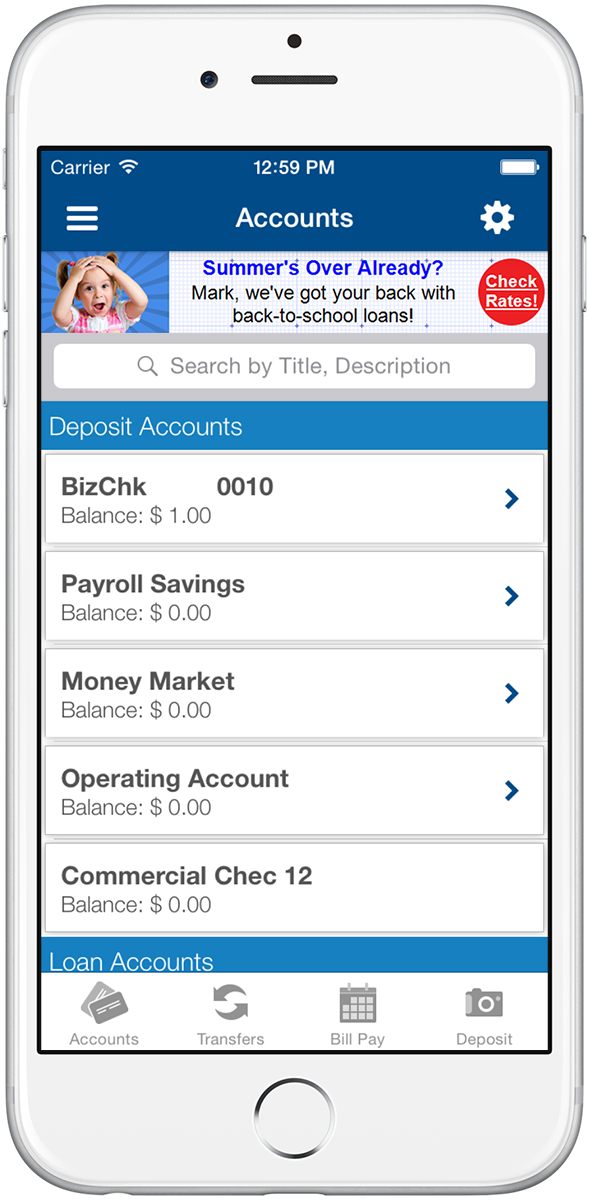 Carrier 12:59 PM
Accounts
Summer's Over Already?
Mark, we've got your back with
back-to-school loans!
Check
Rates!
Search by Title, Description
Deposit Accounts
BizChk 0010
Balance: $ 1.00
Payroll Savings
Balance: $ 0.00
Money Market
Balance: $ 0.00
Operating Account
Balance: $ 0.00
Commercial Chec 12
Balance: $ 0.00
Loan Accounts
Accounts Transfers Bill Pay Deposit